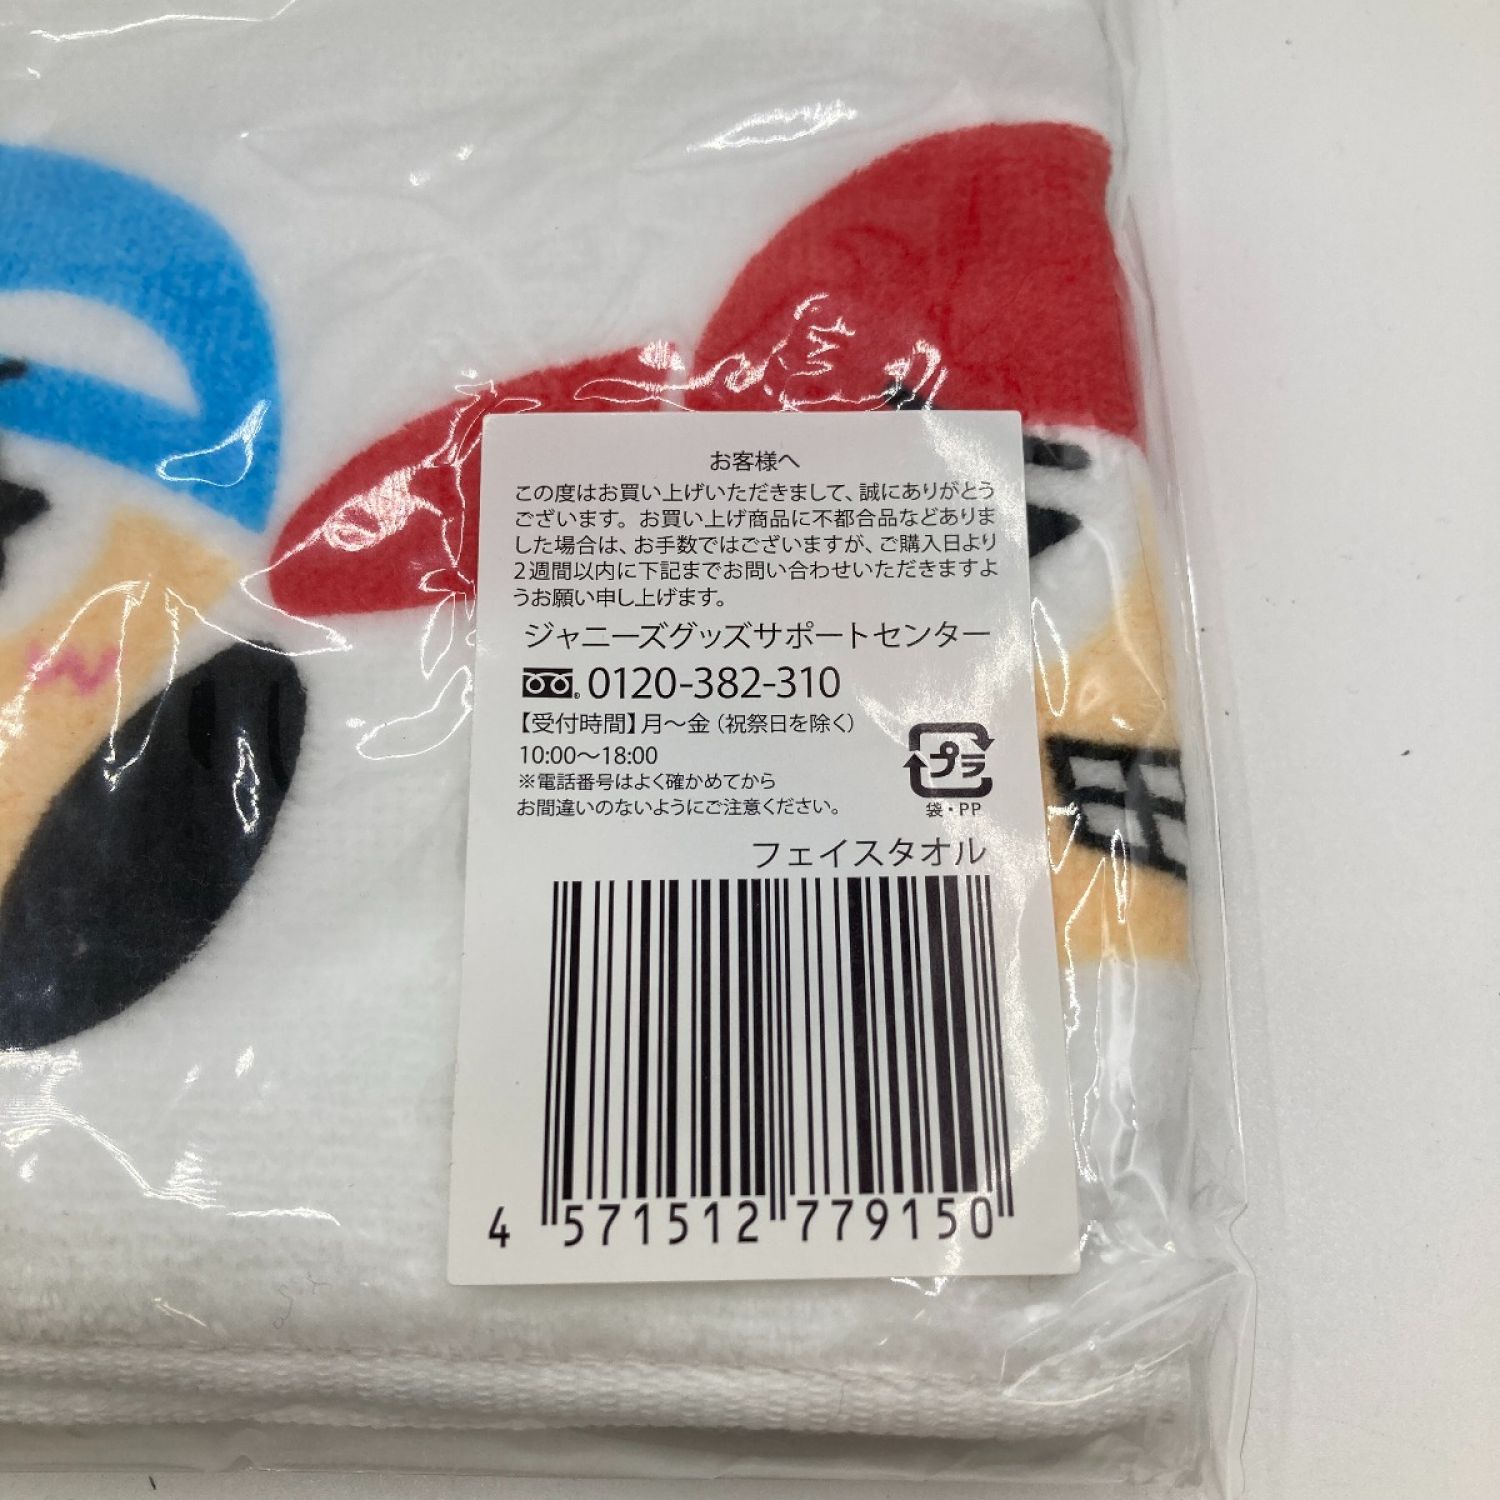 お客様へ
この度はお買い上げいただきまして、誠にありがとう
ございます。お買い上げ商品に不都合品などありま
した場合は、お手数ではございますが、ご購入日より
2週間以内に下記までお問い合わせいただきますよ
うお願い申し上げます。
ジャニーズグッズサポートセンター
0120-382-310
【受付時間】月〜金（祝祭日を除く）
10:00〜18:00
※電話番号はよく確かめてから
お間違いのないようにご注意ください。
プラ
袋・PP
フェイスタオル
4 571512 779150